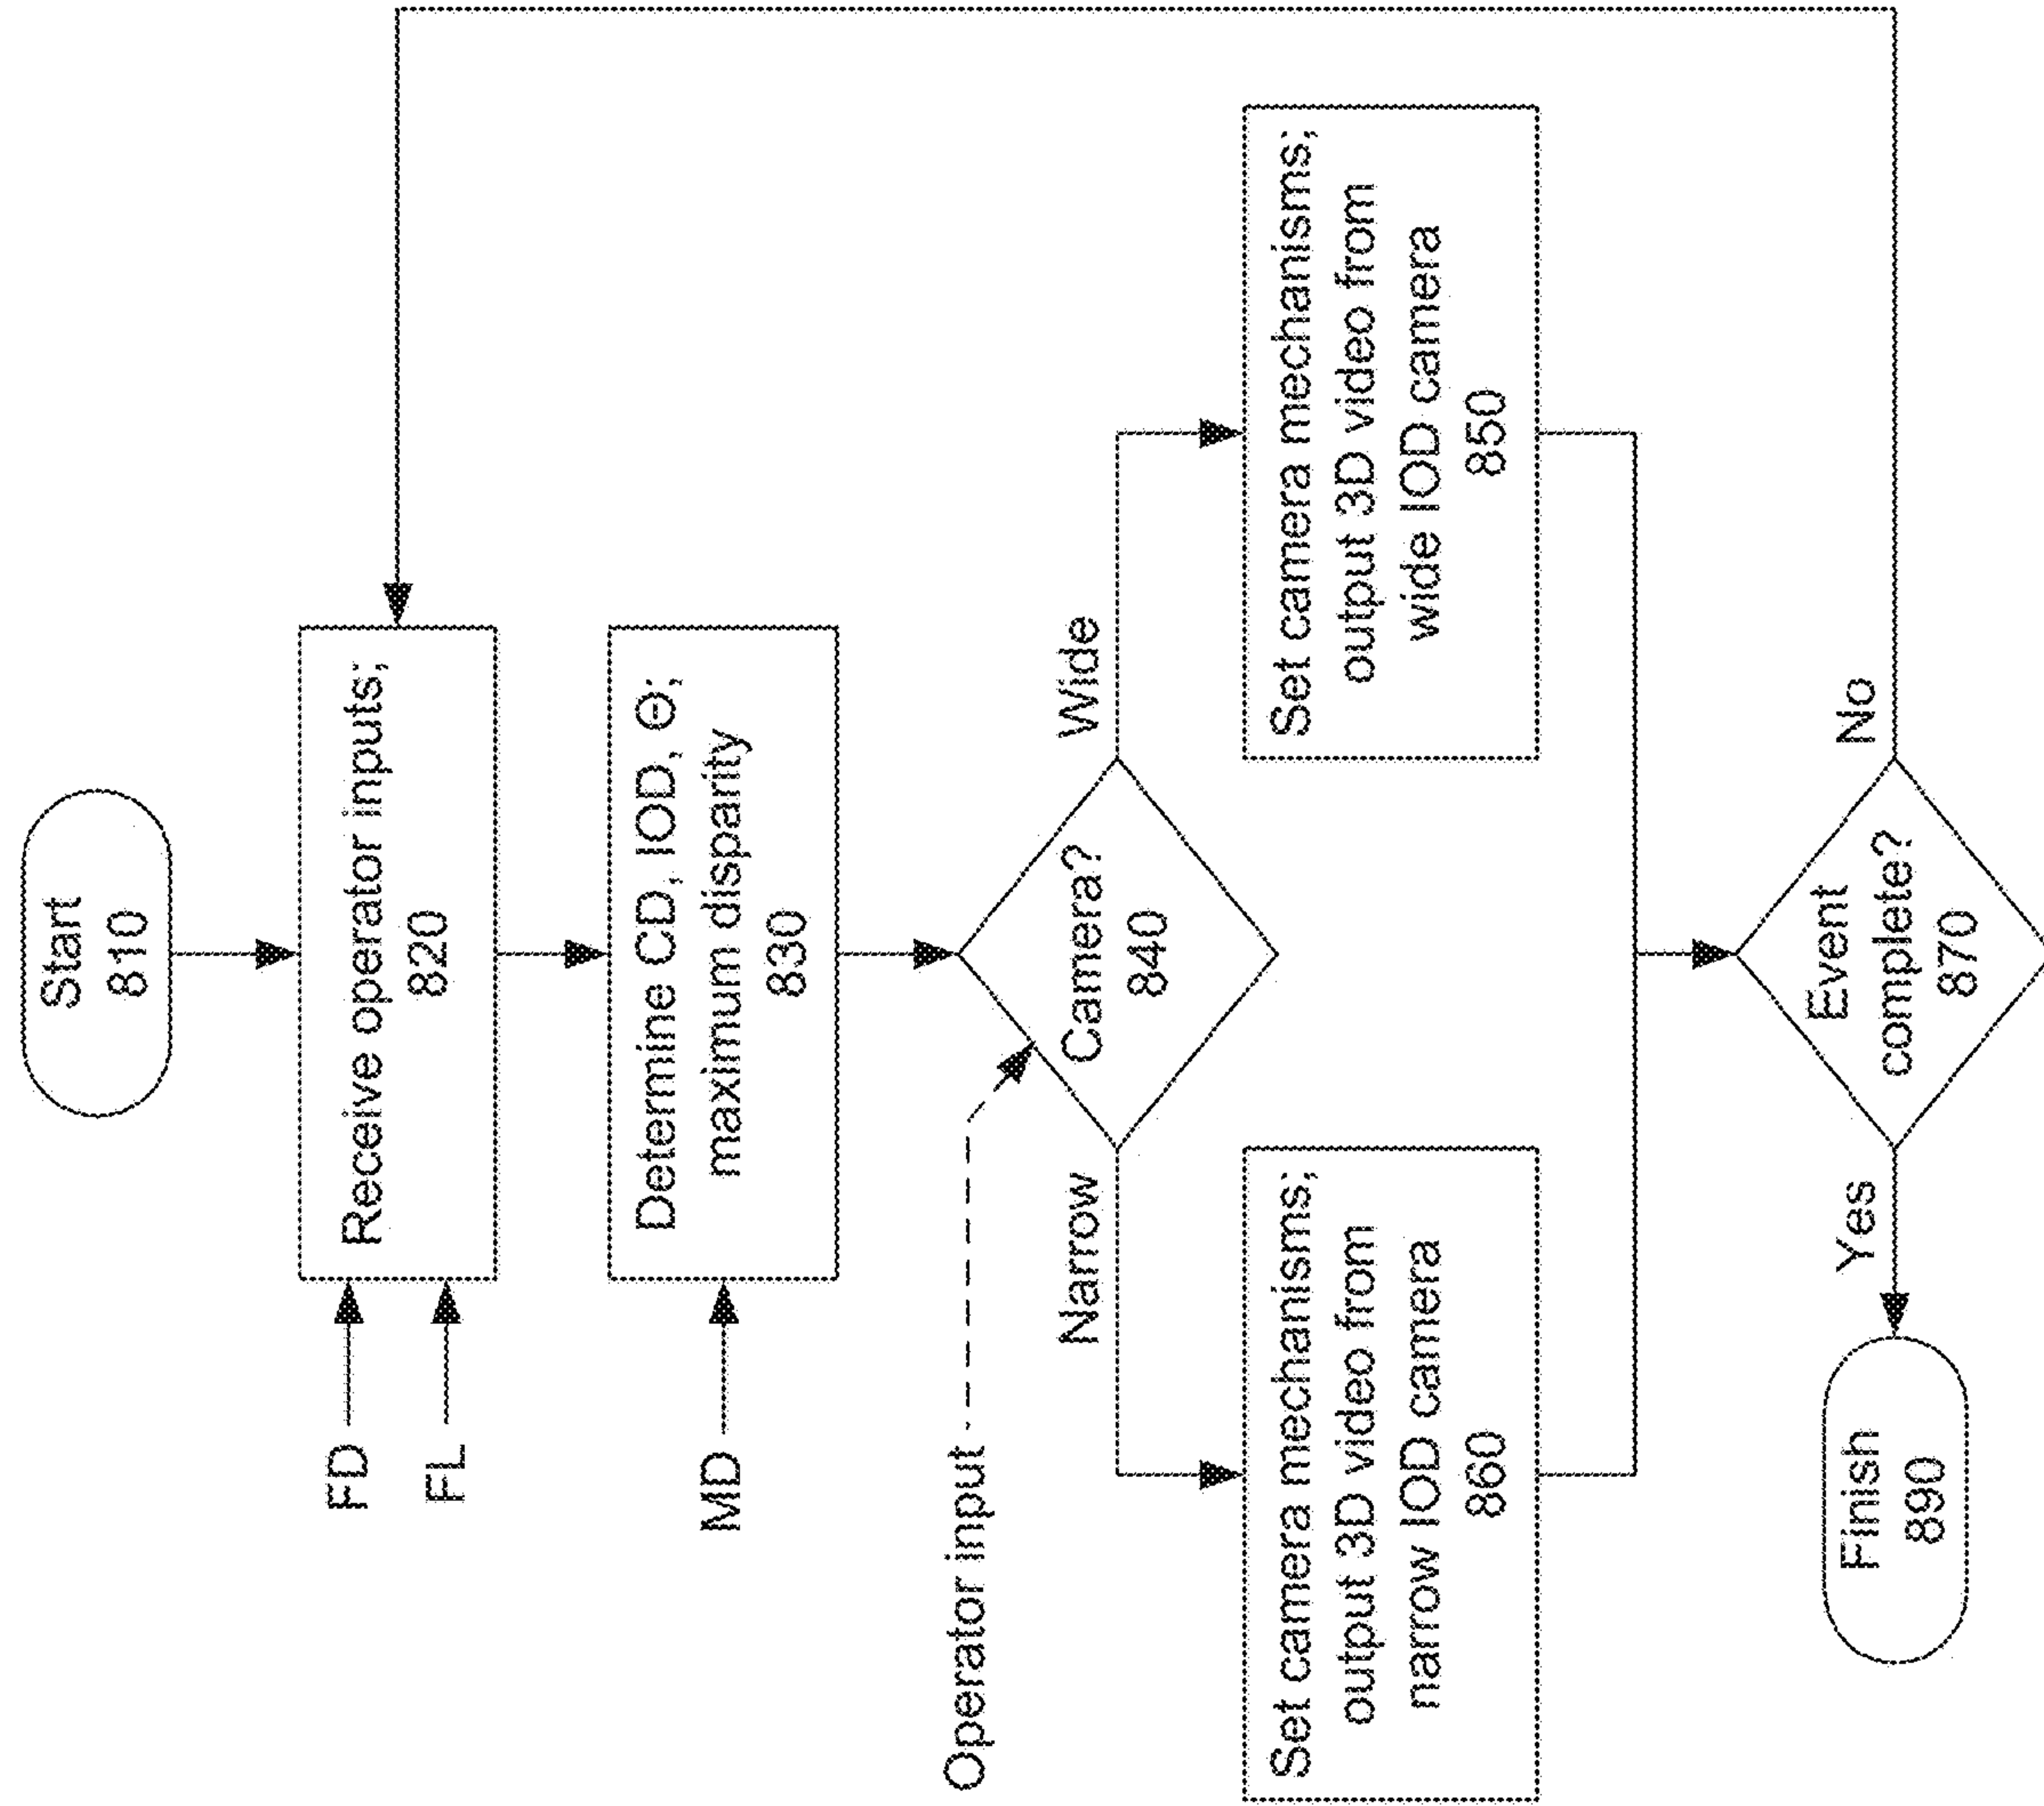 Start
810
FD
FL
Receive operator inputs;
820
MD
Determine CD, IOD, Θ;
maximum disparity
830
Operator input
Camera?
840
Narrow
Wide
Set camera mechanisms;
output 3D video from
narrow IOD camera
860
Set camera mechanisms;
output 3D video from
wide IOD camera
850
Event
complete?
870
Yes
No
Finish
890